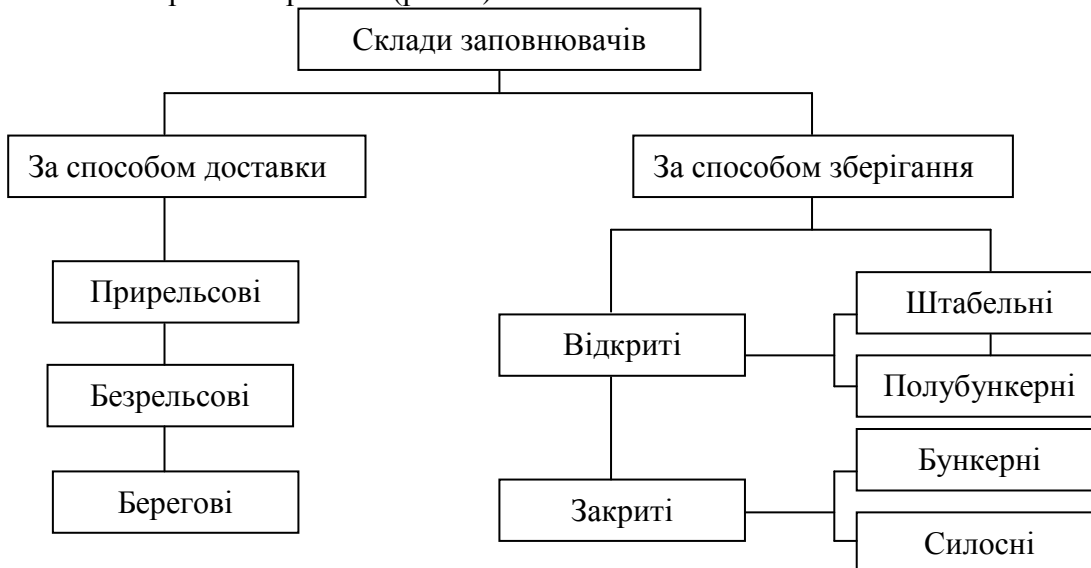 Склади заповнювачів
За способом доставки
За способом зберігання
Прирельсові
Безрельсові
Берегові
Відкриті
Закриті
Штабельні
Полубункерні
Бункерні
Силосні